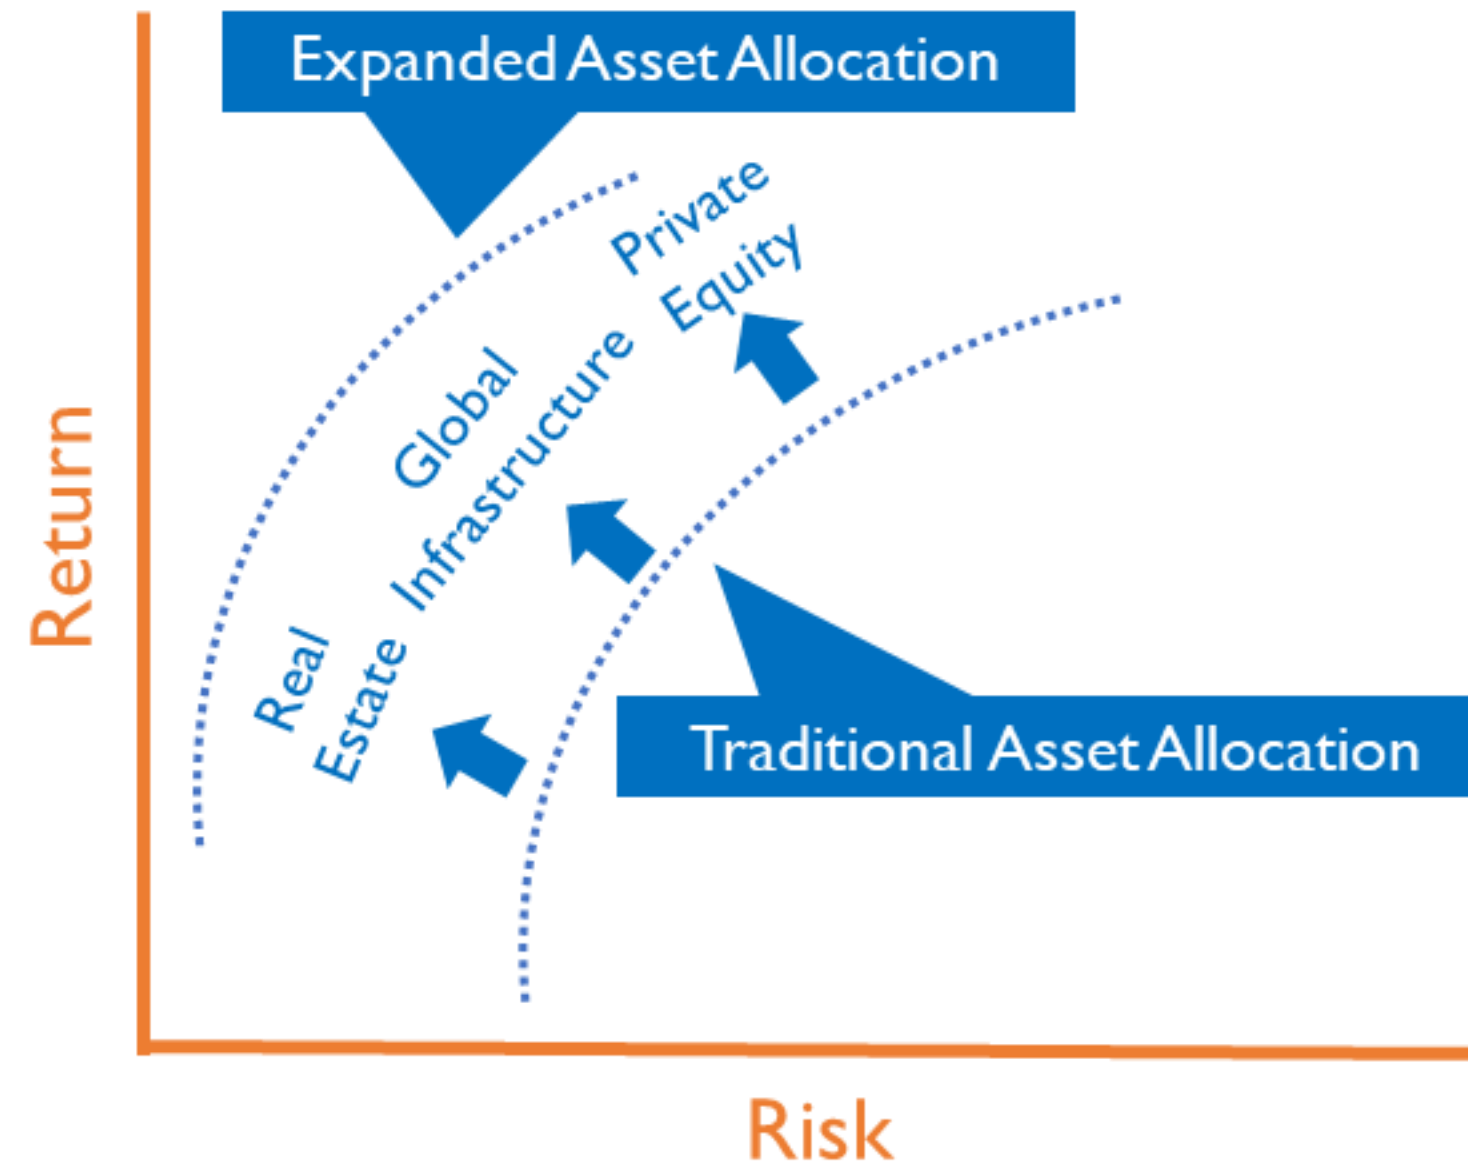 Expanded Asset Allocation
Private
Equity
Global
Infrastructure
Real
Estate
Traditional Asset Allocation
Return
Risk